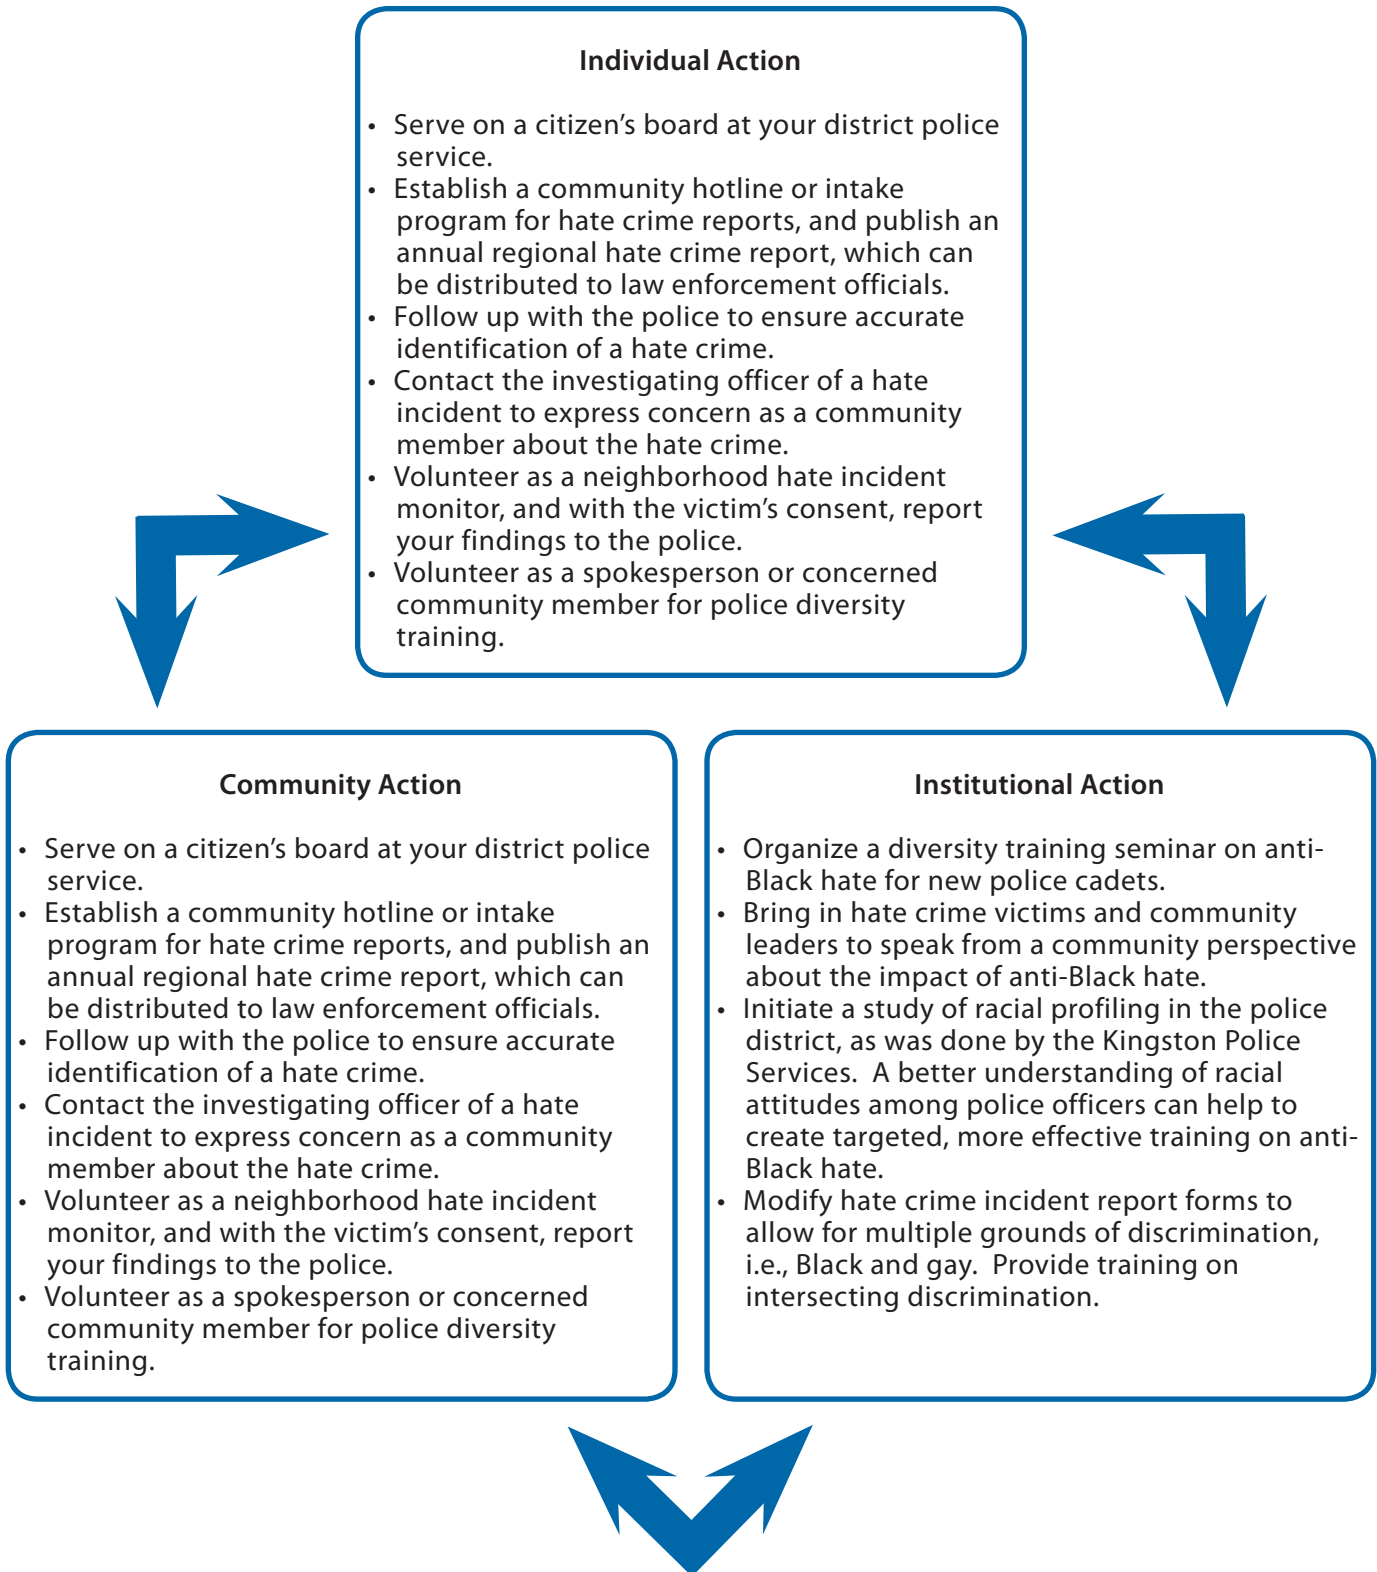 Individual Action
• Serve on a citizen’s board at your district police
service.
• Establish a community hotline or intake
program for hate crime reports, and publish an
annual regional hate crime report, which can
be distributed to law enforcement officials.
• Follow up with the police to ensure accurate
identification of a hate crime.
• Contact the investigating officer of a hate
incident to express concern as a community
member about the hate crime.
• Volunteer as a neighborhood hate incident
monitor, and with the victim’s consent, report
your findings to the police.
• Volunteer as a spokesperson or concerned
community member for police diversity
training.
Community Action
• Serve on a citizen’s board at your district police
service.
• Establish a community hotline or intake
program for hate crime reports, and publish an
annual regional hate crime report, which can
be distributed to law enforcement officials.
• Follow up with the police to ensure accurate
identification of a hate crime.
• Contact the investigating officer of a hate
incident to express concern as a community
member about the hate crime.
• Volunteer as a neighborhood hate incident
monitor, and with the victim’s consent, report
your findings to the police.
• Volunteer as a spokesperson or concerned
community member for police diversity
training.
Institutional Action
• Organize a diversity training seminar on anti-
Black hate for new police cadets.
• Bring in hate crime victims and community
leaders to speak from a community perspective
about the impact of anti-Black hate.
• Initiate a study of racial profiling in the police
district, as was done by the Kingston Police
Services.  A better understanding of racial
attitudes among police officers can help to
create targeted, more effective training on anti-
Black hate.
• Modify hate crime incident report forms to
allow for multiple grounds of discrimination,
i.e., Black and gay.  Provide training on
intersecting discrimination.